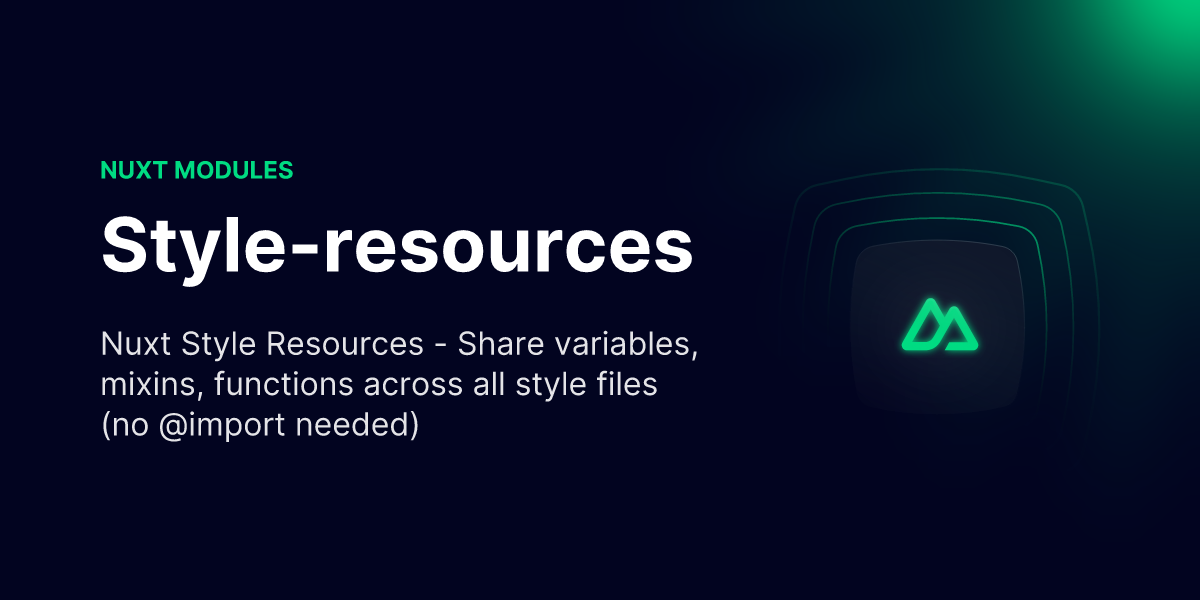 NUXT MODULES
Style-resources
Nuxt Style Resources - Share variables,
mixins, functions across all style files
(no @import needed)